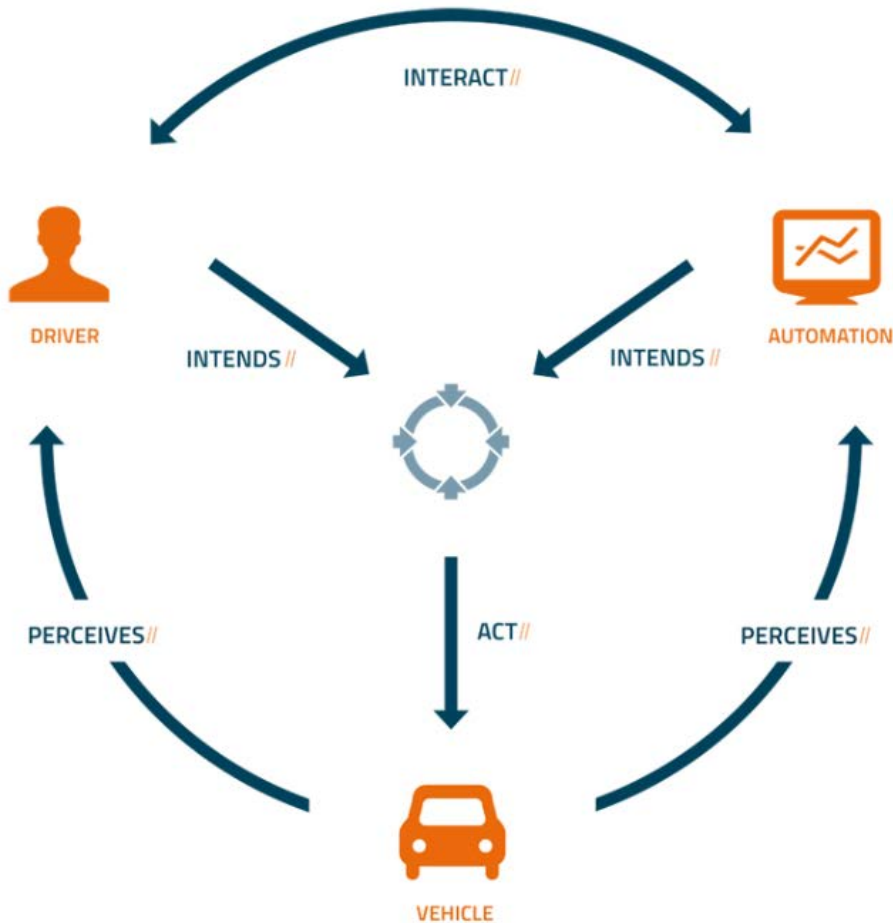 INTERACT//
DRIVER
AUTOMATION
INTENDS //
INTENDS //
PERCEIVES//
ACT//
PERCEIVES//
VEHICLE